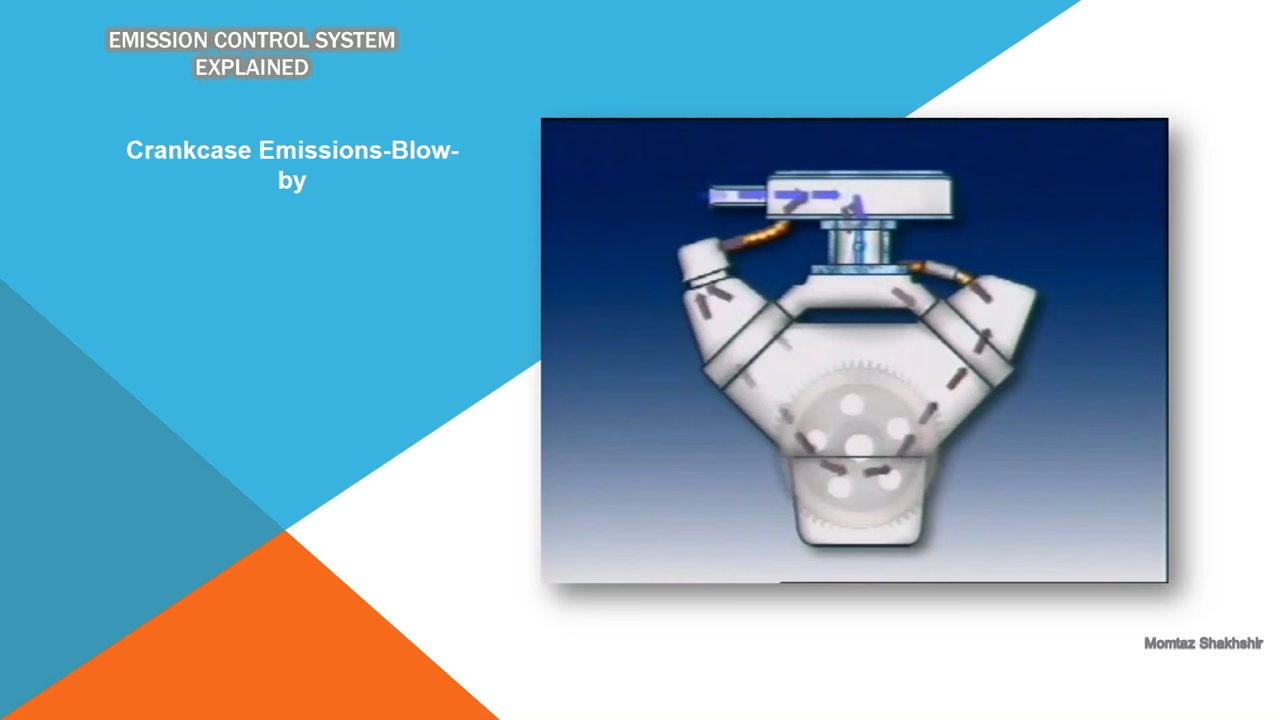 EMISSION CONTROL SYSTEM
EXPLAINED
Crankcase Emissions-Blow-
by
Momtaz Shakhshir